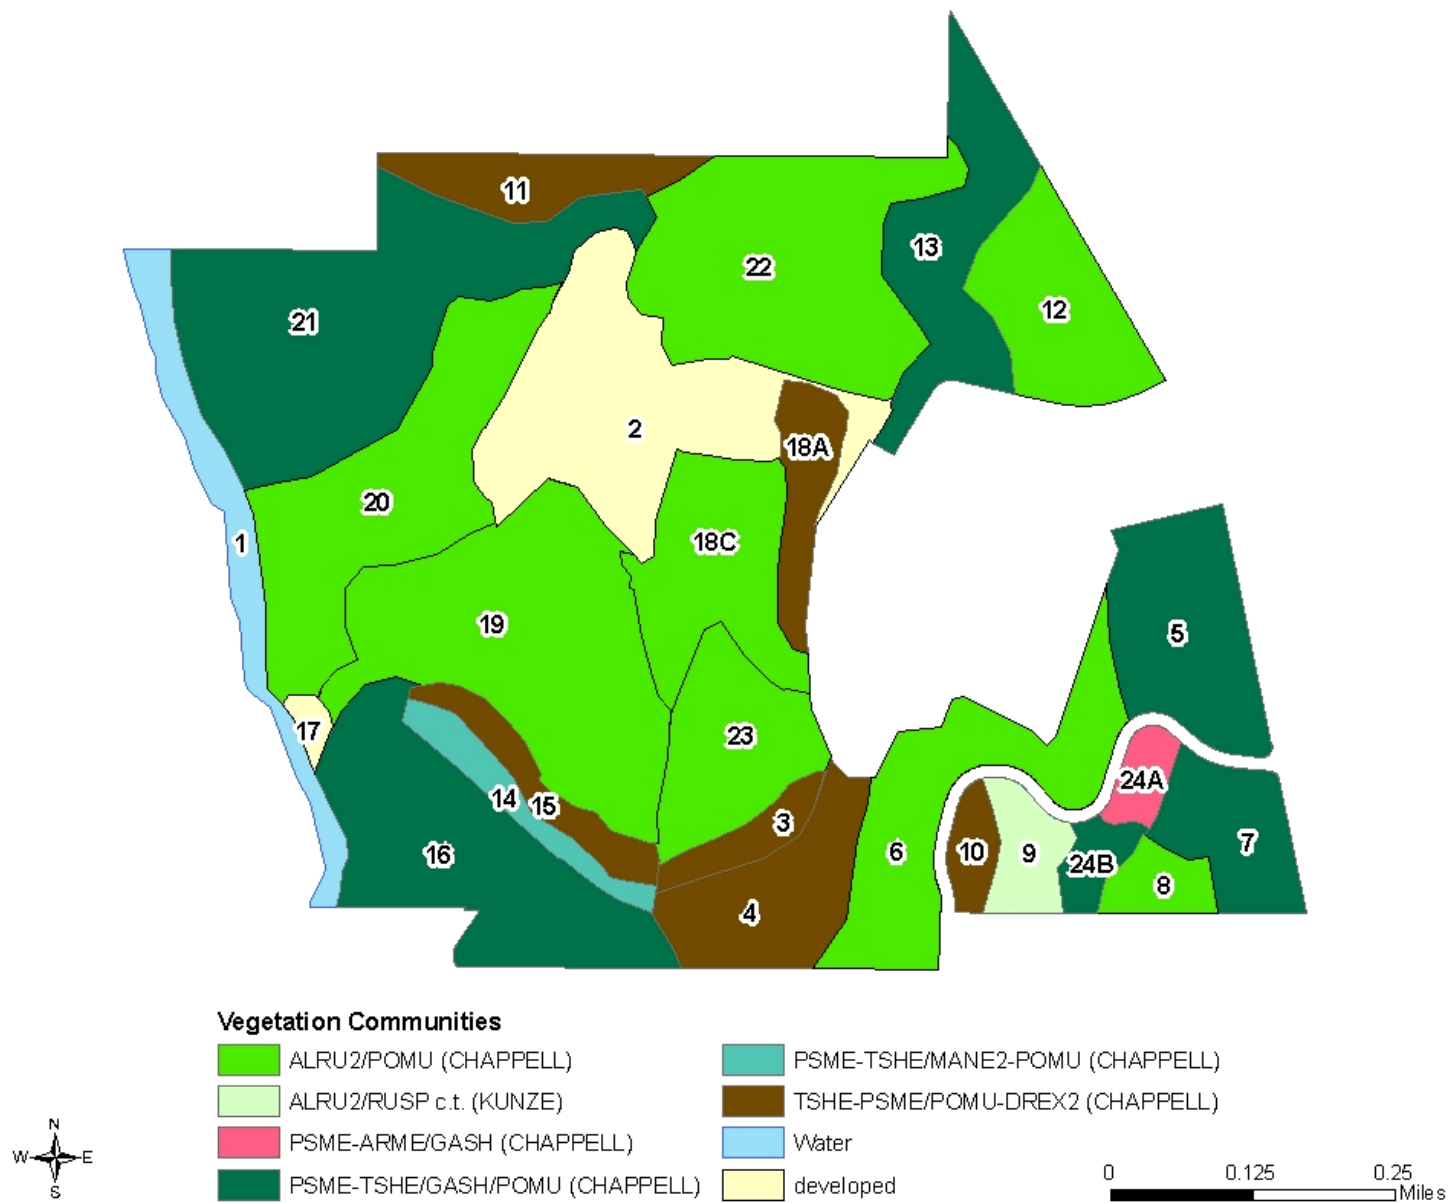 11
22
13
12
21
2
18A
20
1
18C
19
5
17
23
24A
14
15
3
16
6
10
9
24B
7
8
4
Vegetation Communities
ALRU2/POMU (CHAPPELL)
PSME-TSHE/MANE2-POMU (CHAPPELL)
ALRU2/RUSP c.t. (KUNZE)
TSHE-PSME/POMU-DREX2 (CHAPPELL)
PSME-ARME/GASH (CHAPPELL)
Water
PSME-TSHE/GASH/POMU (CHAPPELL)
developed
N
W E
S
0 0.125 0.25
Miles